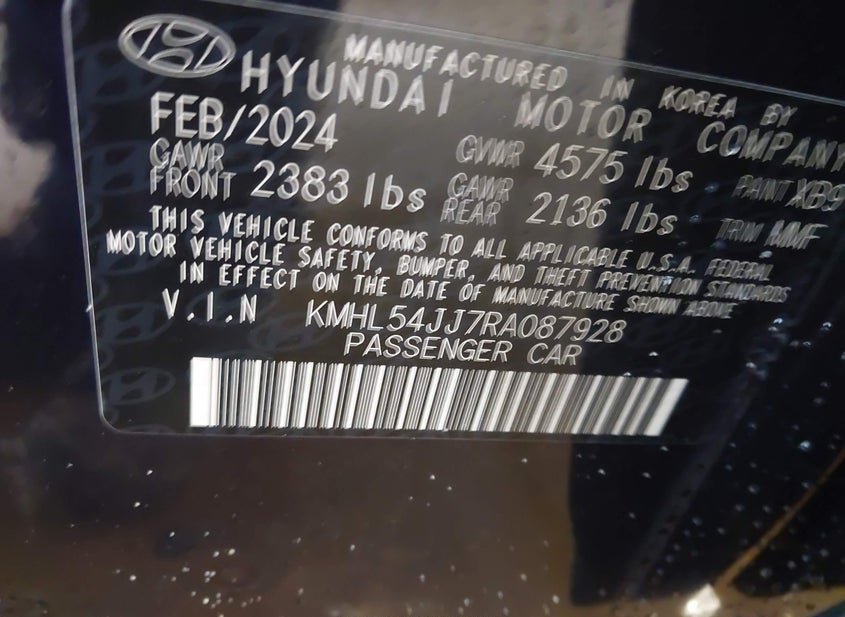 MANUFACTURED IN KOREA BY
HYUNDAI MOTOR COMPANY
FEB/2024 GVWR 4575 lbs PAINT XB9
GAWR FRONT 2383 lbs GAWR REAR 2136 lbs TRIM MMF
THIS VEHICLE CONFORMS TO ALL APPLICABLE U.S.A. FEDERAL
MOTOR VEHICLE SAFETY, BUMPER, AND THEFT PREVENTION STANDARDS
IN EFFECT ON THE DATE OF MANUFACTURE SHOWN ABOVE
V.I.N KMHL54JJ7RA087928
PASSENGER CAR